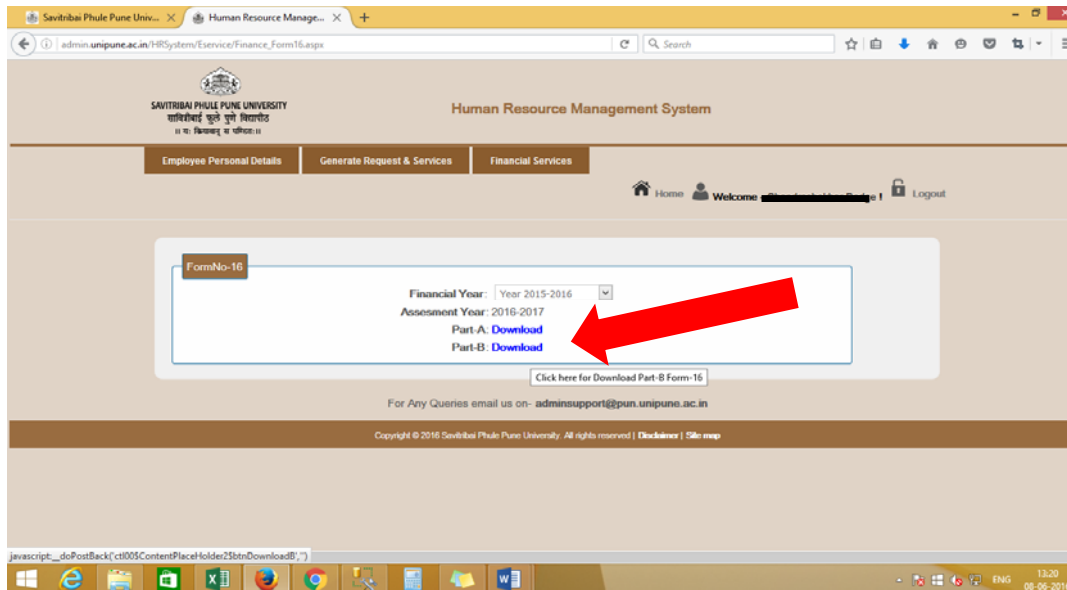 Savitribai Phule Pune Univ...
Human Resource Manage...
admin.unipune.ac.in/HRSystem/Eservice/Finance_Form16.aspx
Search
SAVITRIBAI PHULE PUNE UNIVERSITY
सावित्रीबाई फुले पुणे विद्यापीठ
॥ यः क्रियावान् स पण्डितः॥
Human Resource Management System
Employee Personal Details
Generate Request & Services
Financial Services
Home
Welcome
!
Logout
FormNo-16
Financial Year: Year 2015-2016
Assesment Year: 2016-2017
Part-A: Download
Part-B: Download
Click here for Download Part-B Form-16
For Any Queries email us on- adminsupport@pun.unipune.ac.in
Copyright © 2016 Savitribai Phule Pune University. All rights reserved | Disclaimer | Site map
javascript:__doPostBack('ctl00$ContentPlaceHolder2$btnDownloadB','')
ENG
13:20
08-06-2016